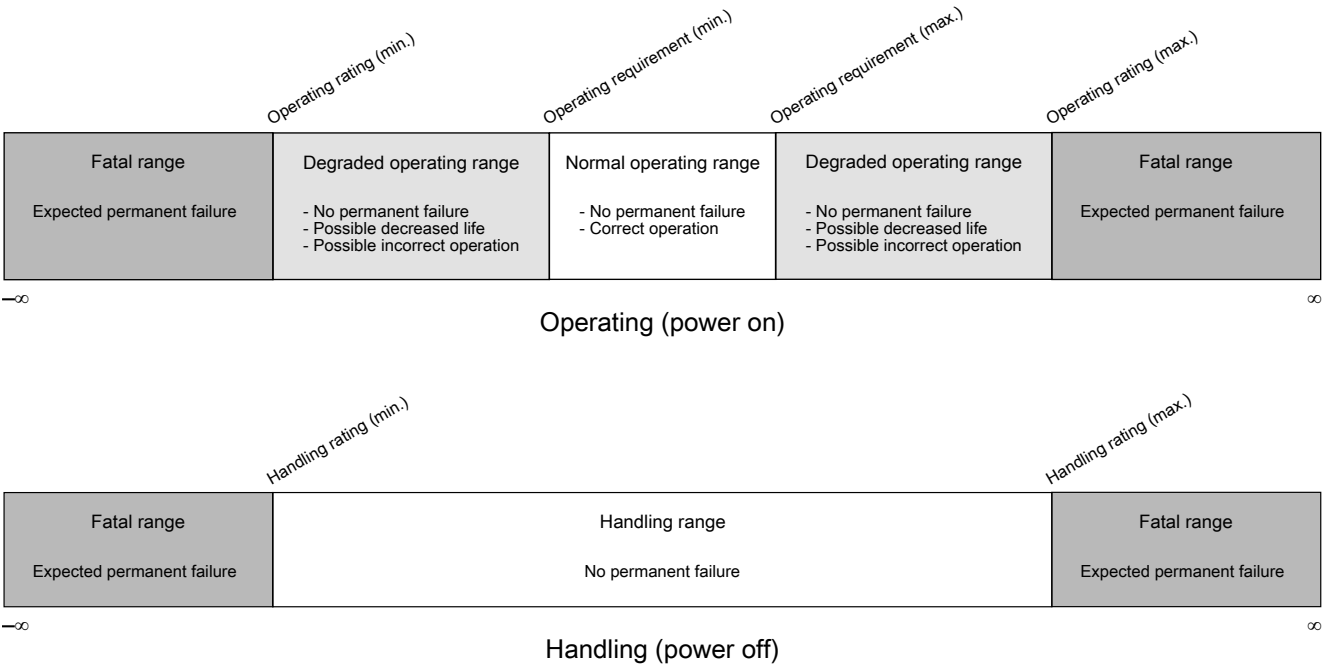 Operating rating (min.)
Operating requirement (min.)
Operating requirement (max.)
Operating rating (max.)
Fatal range
Degraded operating range
Normal operating range
Degraded operating range
Fatal range
Expected permanent failure
- No permanent failure
- Possible decreased life
- Possible incorrect operation
- No permanent failure
- Correct operation
- No permanent failure
- Possible decreased life
- Possible incorrect operation
Expected permanent failure
–∞
∞
Operating (power on)
Handling rating (min.)
Handling rating (max.)
Fatal range
Handling range
Fatal range
Expected permanent failure
No permanent failure
Expected permanent failure
–∞
∞
Handling (power off)